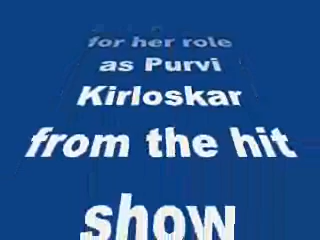 for her role
as Purvi
Kirloskar
from the hit
show